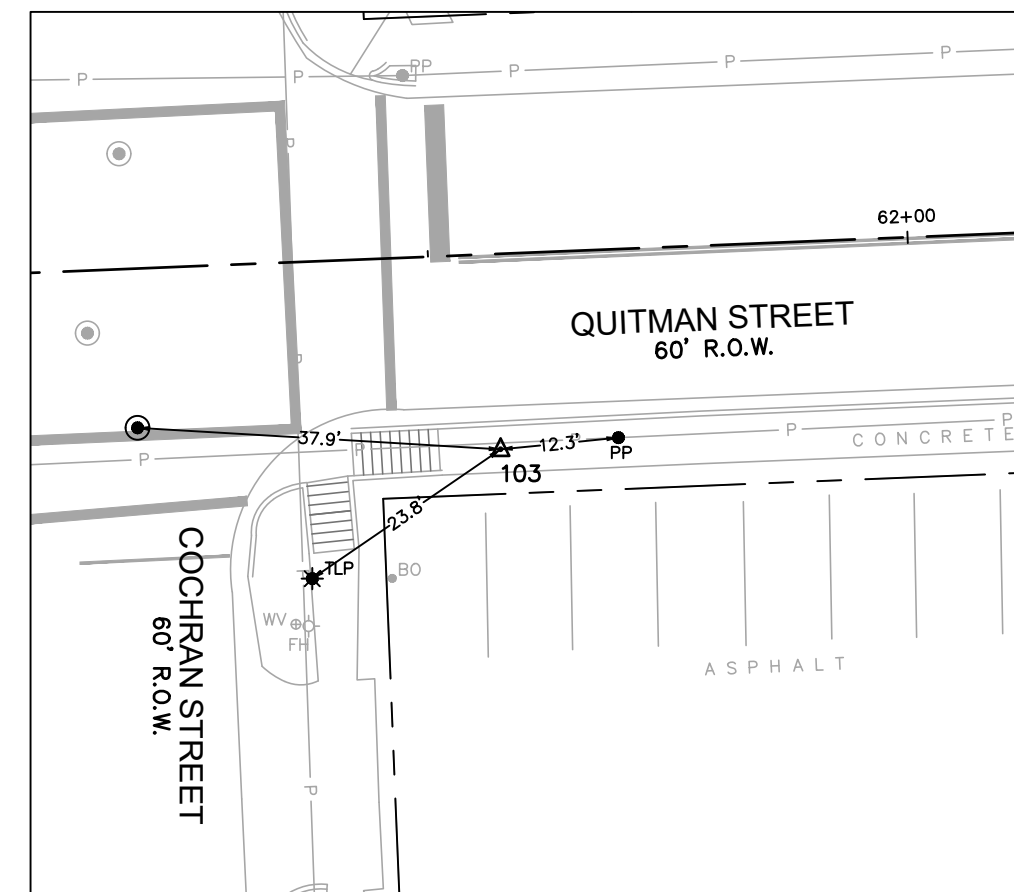 PP
P P P P P
P
62+00
QUITMAN STREET
60' R.O.W.
P
37.9'
12.3'
P
P
P
P
CONCRETE
PP
103
23.8'
TLP
BO
WV
FH
COCHRAN STREET
60' R.O.W.
ASPHALT
P